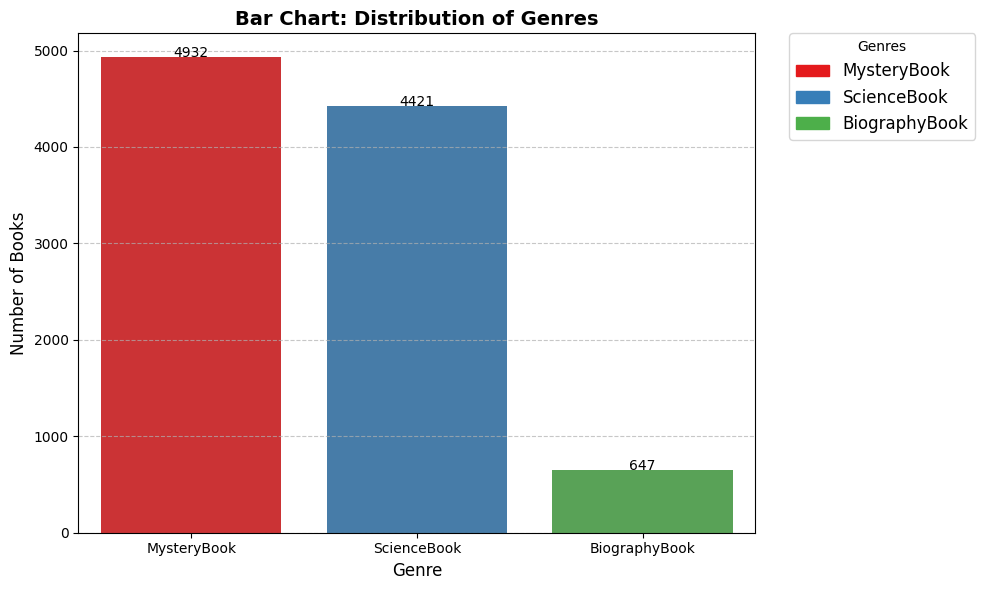 Bar Chart: Distribution of Genres
Number of Books
5000
4000
3000
2000
1000
0
4932
4421
647
MysteryBook
ScienceBook
BiographyBook
Genre
Genres
MysteryBook
ScienceBook
BiographyBook